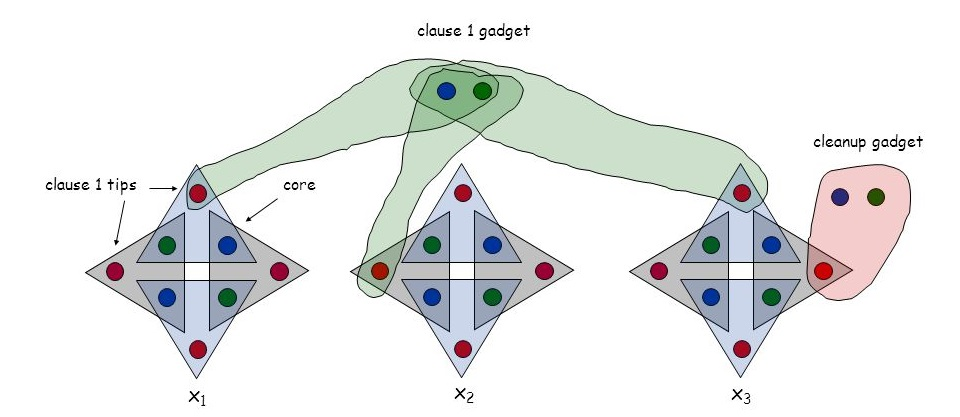 clause 1 gadget
cleanup gadget
clause 1 tips
core
x1
x2
x3